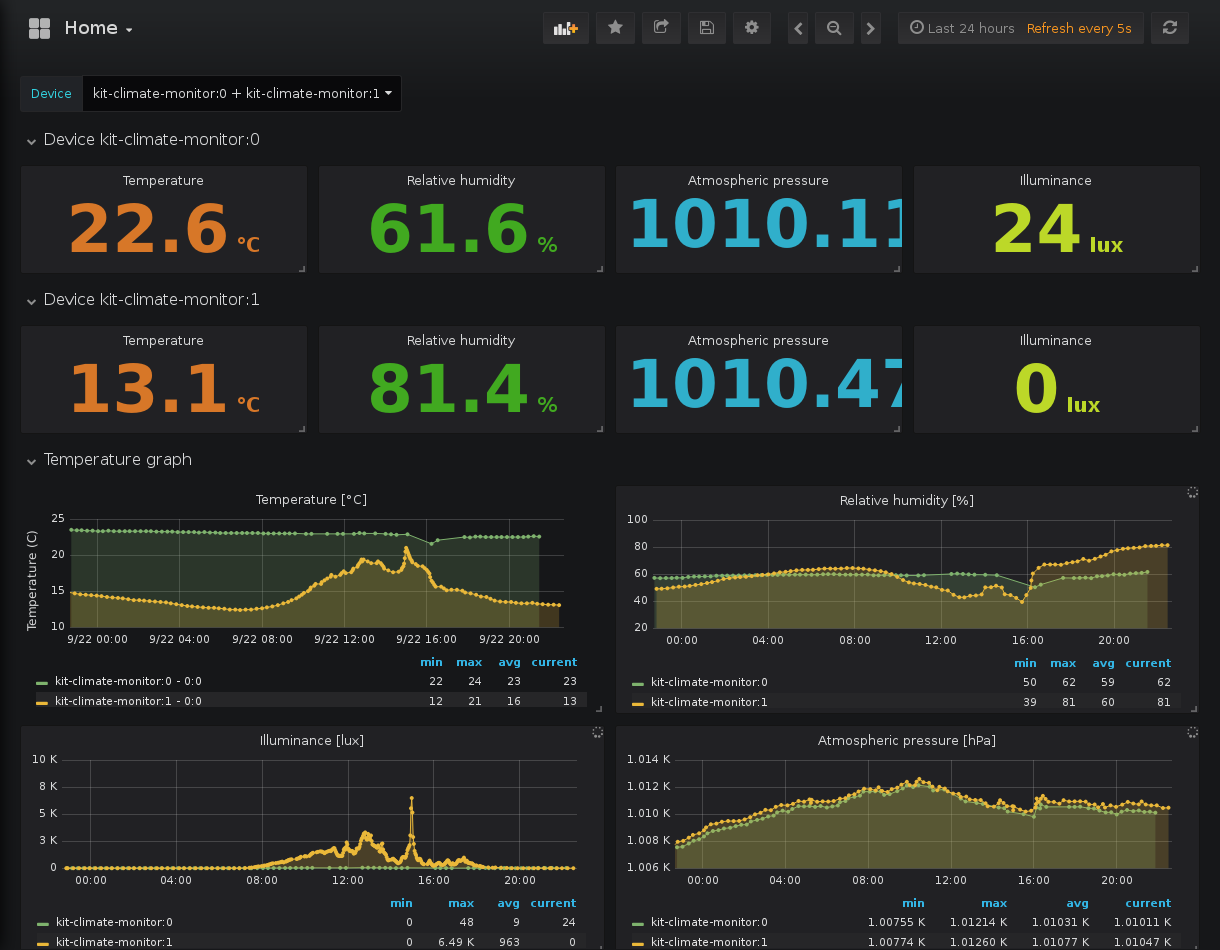 Home
Last 24 hours Refresh every 5s
Device kit-climate-monitor:0 + kit-climate-monitor:1
Device kit-climate-monitor:0
Temperature Relative humidity Atmospheric pressure Illuminance
22.6 °C 61.6 % 1010.11 24 lux
Device kit-climate-monitor:1
Temperature Relative humidity Atmospheric pressure Illuminance
13.1 °C 81.4 % 1010.47 0 lux
Temperature graph
Temperature [°C]
Temperature (C)
25
20
15
10
9/22 00:00 9/22 04:00 9/22 08:00 9/22 12:00 9/22 16:00 9/22 20:00
min max avg current
kit-climate-monitor:0 - 0:0 22 24 23 23
kit-climate-monitor:1 - 0:0 12 21 16 13
Relative humidity [%]
100
80
60
40
20
00:00 04:00 08:00 12:00 16:00 20:00
min max avg current
kit-climate-monitor:0 50 62 59 62
kit-climate-monitor:1 39 81 60 81
Illuminance [lux]
10 K
8 K
5 K
3 K
0
00:00 04:00 08:00 12:00 16:00 20:00
min max avg current
kit-climate-monitor:0 0 48 9 24
kit-climate-monitor:1 0 6.49 K 963 0
Atmospheric pressure [hPa]
1.014 K
1.012 K
1.010 K
1.008 K
1.006 K
00:00 04:00 08:00 12:00 16:00 20:00
min max avg current
kit-climate-monitor:0 1.00755 K 1.01214 K 1.01031 K 1.01011 K
kit-climate-monitor:1 1.00774 K 1.01260 K 1.01077 K 1.01047 K